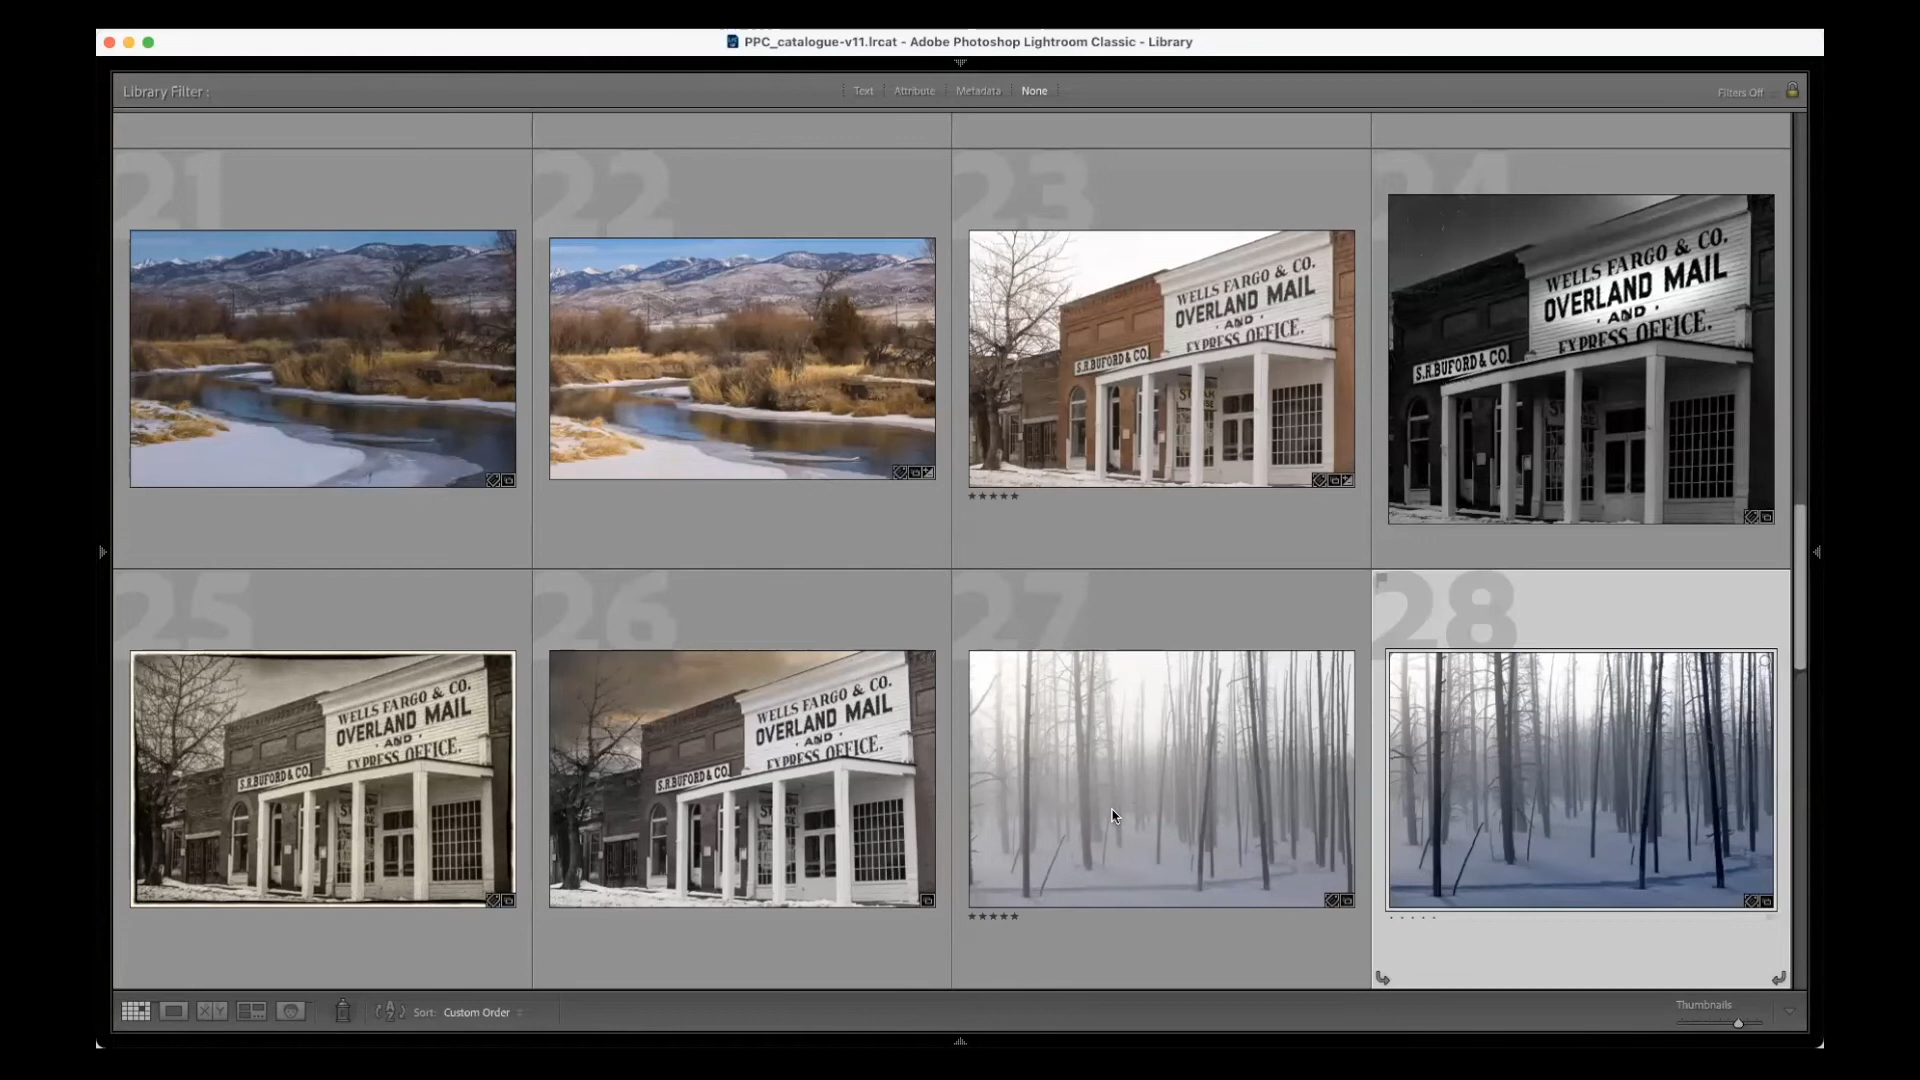 PPC_catalogue-v11.lrcat - Adobe Photoshop Lightroom Classic - Library
Library Filter :
Text
Attribute
Metadata
None
Filters Off
21
22
23
24
WELLS FARGO & CO.
OVERLAND MAIL
· AND ·
EXPRESS OFFICE.
S.R.BUFORD & CO.
WELLS FARGO & CO.
OVERLAND MAIL
· AND ·
EXPRESS OFFICE.
S.R.BUFORD & CO.
25
26
27
28
WELLS FARGO & CO.
OVERLAND MAIL
· AND ·
EXPRESS OFFICE.
S.R.BUFORD & CO.
WELLS FARGO & CO.
OVERLAND MAIL
· AND ·
EXPRESS OFFICE.
S.R.BUFORD & CO.
Sort: Custom Order
Thumbnails